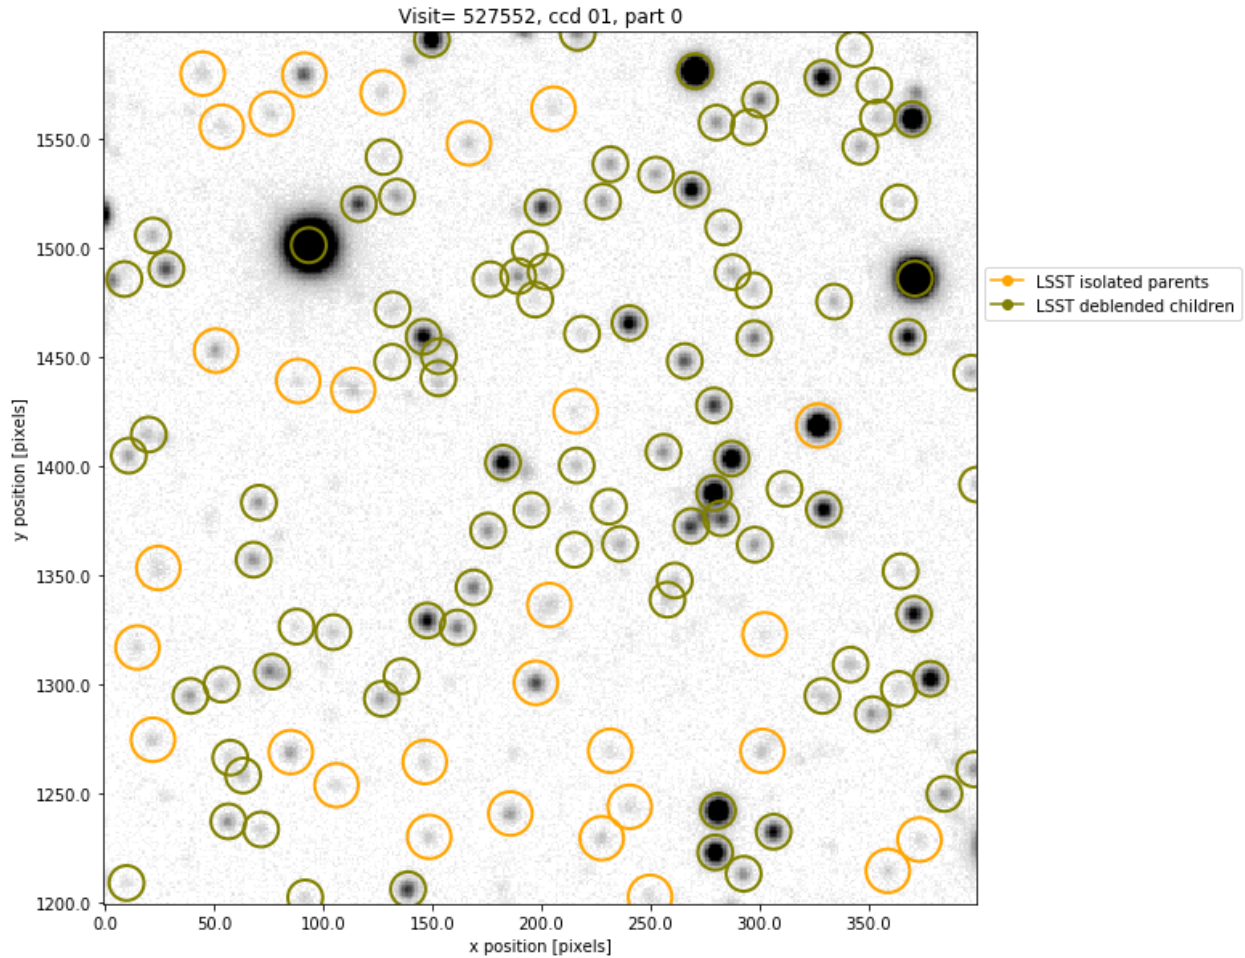 Visit= 527552, ccd 01, part 0
1550.0
1500.0
1450.0
1400.0
1350.0
1300.0
1250.0
1200.0
y position [pixels]
0.0 50.0 100.0 150.0 200.0 250.0 300.0 350.0
x position [pixels]
LSST isolated parents
LSST deblended children